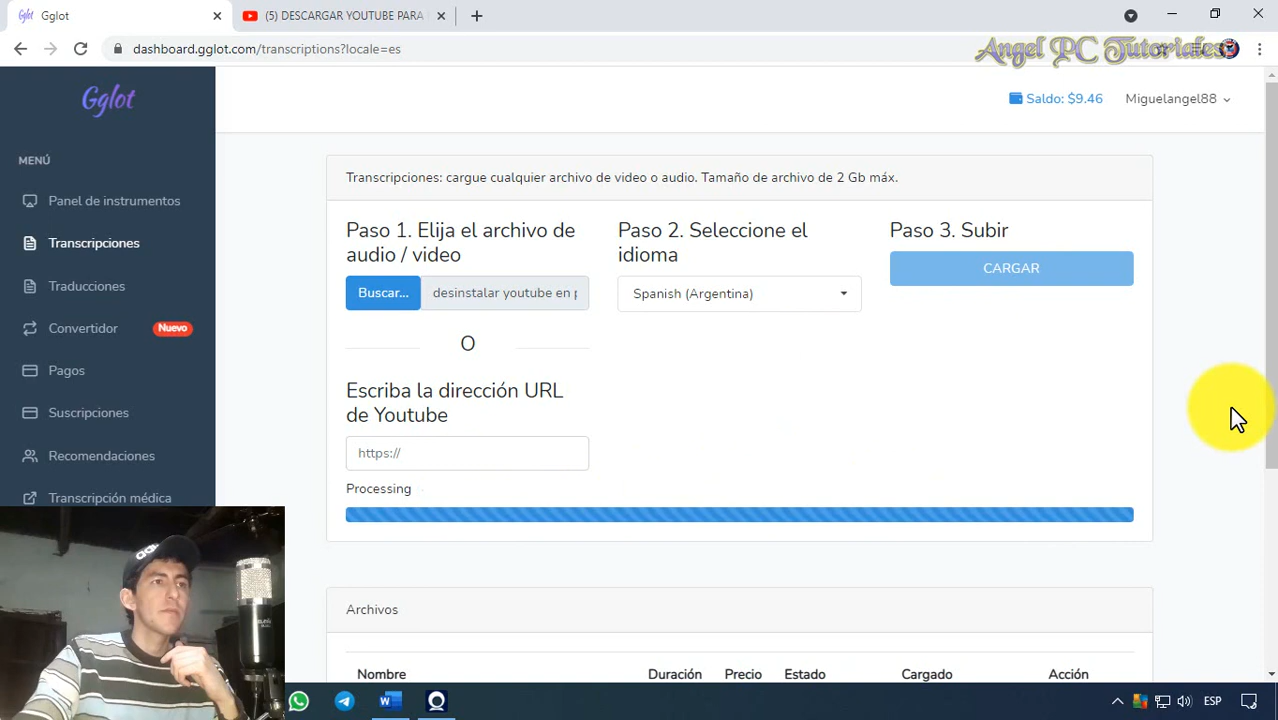 Gglot
(5) DESCARGAR YOUTUBE PARA
dashboard.gglot.com/transcriptions?locale=es
Angel PC Tutoriales
Gglot
Saldo: $9.46
Miguelangel88
MENÚ
Panel de instrumentos
Transcripciones
Traducciones
Convertidor
Nuevo
Pagos
Suscripciones
Recomendaciones
Transcripción médica
Transcripciones: cargue cualquier archivo de video o audio. Tamaño de archivo de 2 Gb máx.
Paso 1. Elija el archivo de
audio / video
Buscar...
desinstalar youtube en p
O
Escriba la dirección URL
de Youtube
https://
Processing
Paso 2. Seleccione el
idioma
Spanish (Argentina)
Paso 3. Subir
CARGAR
Archivos
Nombre
Duración
Precio
Estado
Cargado
Acción
ESP